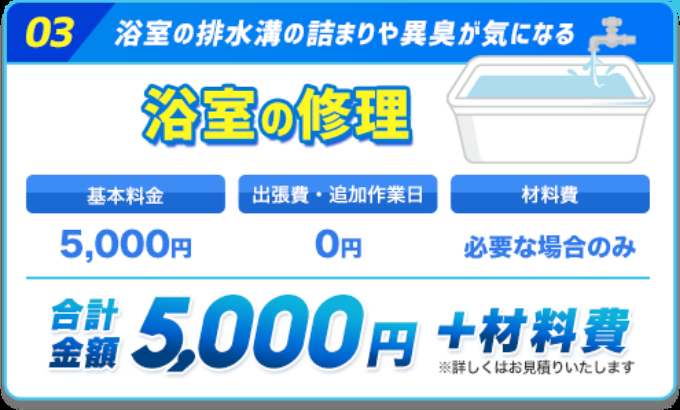 03 浴室の排水溝の詰まりや異臭が気になる
浴室の修理
基本料金 出張費・追加作業日 材料費
5,000円 0円 必要な場合のみ
合計金額 5,000円 +材料費
※詳しくはお見積りいたします